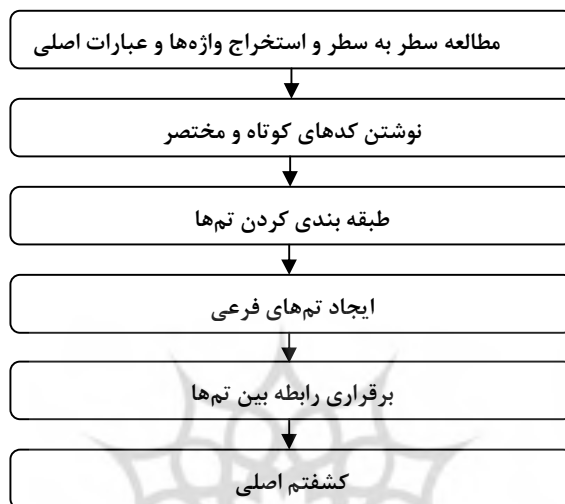 مطالعه سطر به سطر و استخراج واژه‌ها و عبارات اصلی
نوشتن کدهای کوتاه و مختصر
طبقه بندی کردن تم‌ها
ایجاد تم‌های فرعی
برقراری رابطه بین تم‌ها
کشفتم اصلی